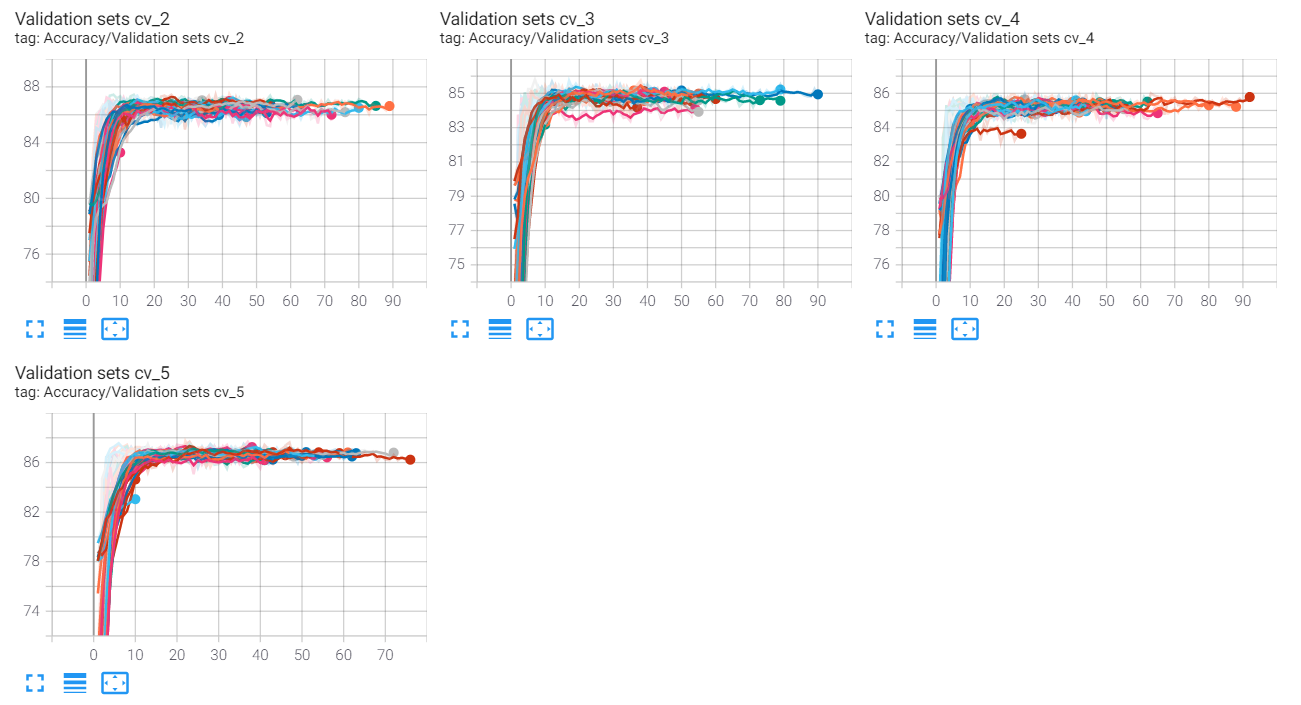 Validation sets cv_2
tag: Accuracy/Validation sets cv_2
88
84
80
76
0 10 20 30 40 50 60 70 80 90
Validation sets cv_3
tag: Accuracy/Validation sets cv_3
85
83
81
79
77
75
0 10 20 30 40 50 60 70 80 90
Validation sets cv_4
tag: Accuracy/Validation sets cv_4
86
84
82
80
78
76
0 10 20 30 40 50 60 70 80 90
Validation sets cv_5
tag: Accuracy/Validation sets cv_5
86
82
78
74
0 10 20 30 40 50 60 70